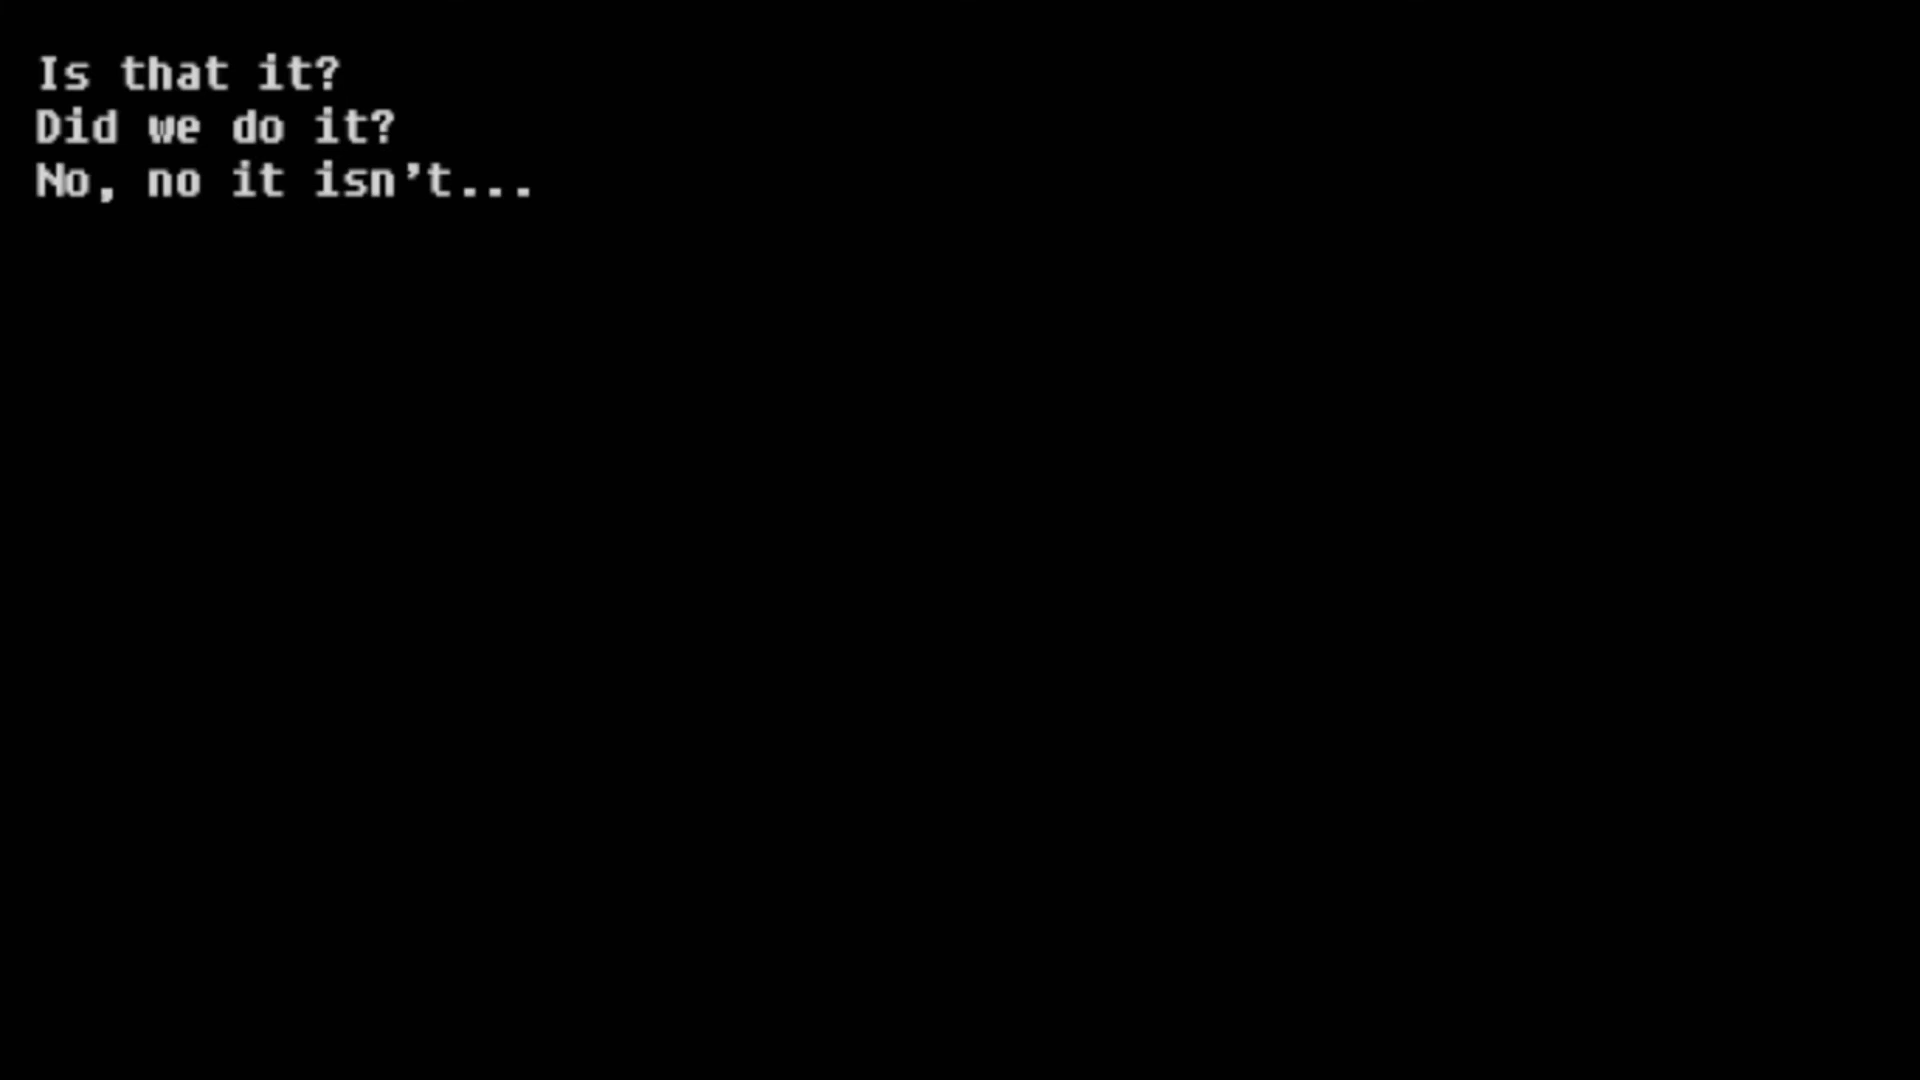 Is that it?
Did we do it?
No, no it isn't...